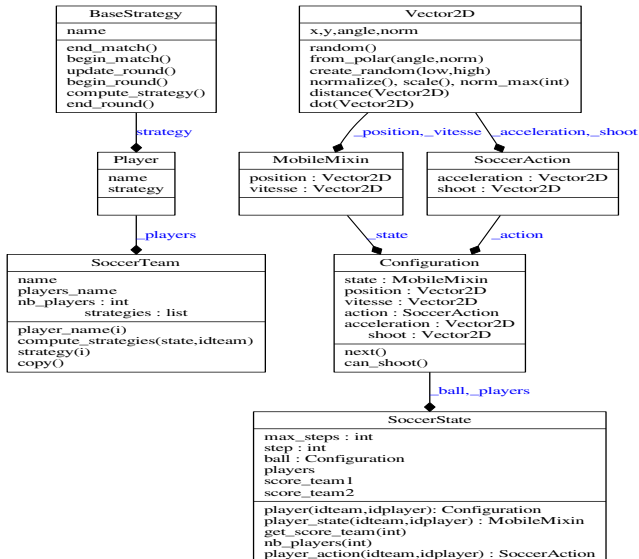 BaseStrategy
name
end_match()
begin_match()
update_round()
begin_round()
compute_strategy()
end_round()
Vector2D
x,y,angle,norm
random()
from_polar(angle,norm)
create_random(low,high)
normalize(), scale(), norm_max(int)
distance(Vector2D)
dot(Vector2D)
strategy
_position,_vitesse
_acceleration,_shoot
Player
name
strategy
MobileMixin
position : Vector2D
vitesse : Vector2D
SoccerAction
acceleration : Vector2D
shoot : Vector2D
_players
_state
_action
SoccerTeam
name
players_name
nb_players : int
strategies : list
player_name(i)
compute_strategies(state,idteam)
strategy(i)
copy()
Configuration
state : MobileMixin
position : Vector2D
vitesse : Vector2D
action : SoccerAction
acceleration : Vector2D
shoot : Vector2D
next()
can_shoot()
_ball,_players
SoccerState
max_steps : int
step : int
ball : Configuration
players
score_team1
score_team2
player(idteam,idplayer): Configuration
player_state(idteam,idplayer) : MobileMixin
get_score_team(int)
nb_players(int)
player_action(idteam,idplayer) : SoccerAction